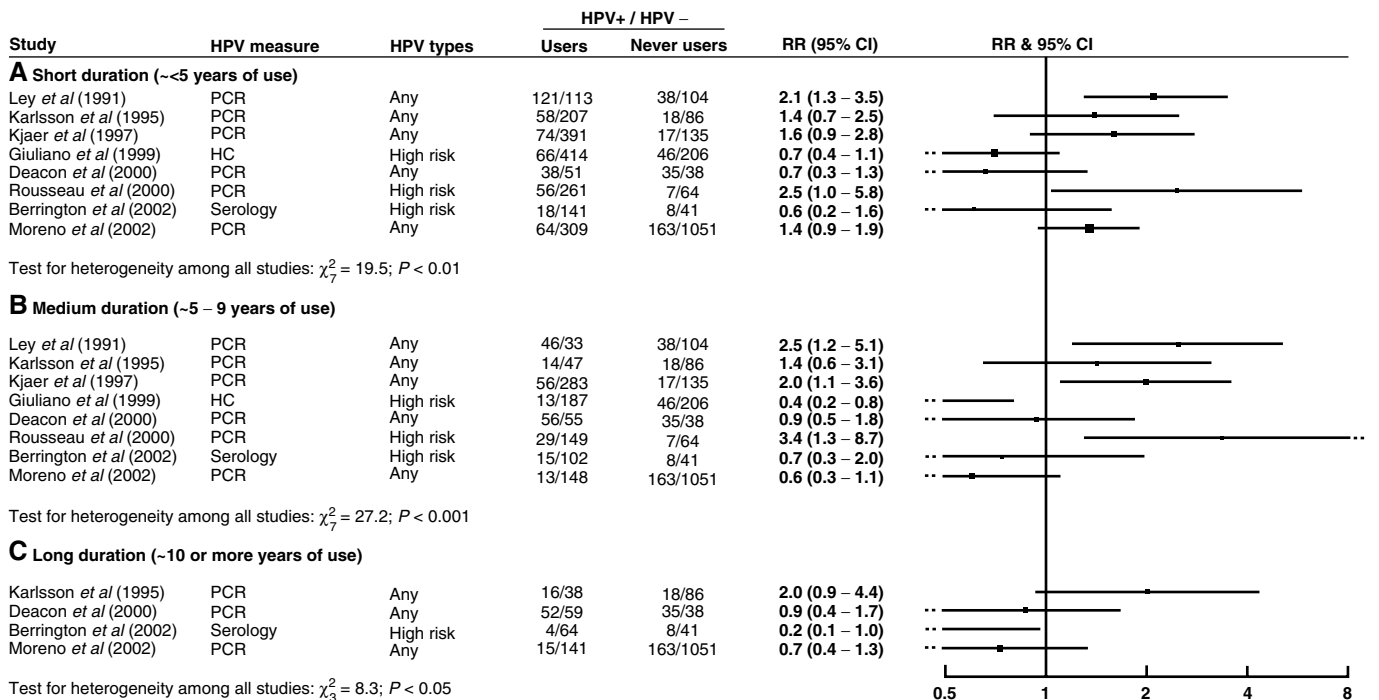 HPV+ / HPV –
Study HPV measure HPV types Users Never users RR (95% CI) RR & 95% CI
A Short duration (~<5 years of use)
Ley et al (1991) PCR Any 121/113 38/104 2.1 (1.3 – 3.5)
Karlsson et al (1995) PCR Any 58/207 18/86 1.4 (0.7 – 2.5)
Kjaer et al (1997) PCR Any 74/391 17/135 1.6 (0.9 – 2.8)
Giuliano et al (1999) HC High risk 66/414 46/206 0.7 (0.4 – 1.1)
Deacon et al (2000) PCR Any 38/51 35/38 0.7 (0.3 – 1.3)
Rousseau et al (2000) PCR High risk 56/261 7/64 2.5 (1.0 – 5.8)
Berrington et al (2002) Serology High risk 18/141 8/41 0.6 (0.2 – 1.6)
Moreno et al (2002) PCR Any 64/309 163/1051 1.4 (0.9 – 1.9)
Test for heterogeneity among all studies: χ²₇ = 19.5; P < 0.01
B Medium duration (~5 – 9 years of use)
Ley et al (1991) PCR Any 46/33 38/104 2.5 (1.2 – 5.1)
Karlsson et al (1995) PCR Any 14/47 18/86 1.4 (0.6 – 3.1)
Kjaer et al (1997) PCR Any 56/283 17/135 2.0 (1.1 – 3.6)
Giuliano et al (1999) HC High risk 13/187 46/206 0.4 (0.2 – 0.8)
Deacon et al (2000) PCR Any 56/55 35/38 0.9 (0.5 – 1.8)
Rousseau et al (2000) PCR High risk 29/149 7/64 3.4 (1.3 – 8.7)
Berrington et al (2002) Serology High risk 15/102 8/41 0.7 (0.3 – 2.0)
Moreno et al (2002) PCR Any 13/148 163/1051 0.6 (0.3 – 1.1)
Test for heterogeneity among all studies: χ²₇ = 27.2; P < 0.001
C Long duration (~10 or more years of use)
Karlsson et al (1995) PCR Any 16/38 18/86 2.0 (0.9 – 4.4)
Deacon et al (2000) PCR Any 52/59 35/38 0.9 (0.4 – 1.7)
Berrington et al (2002) Serology High risk 4/64 8/41 0.2 (0.1 – 1.0)
Moreno et al (2002) PCR Any 15/141 163/1051 0.7 (0.4 – 1.3)
Test for heterogeneity among all studies: χ²₃ = 8.3; P < 0.05
0.5 1 2 4 8